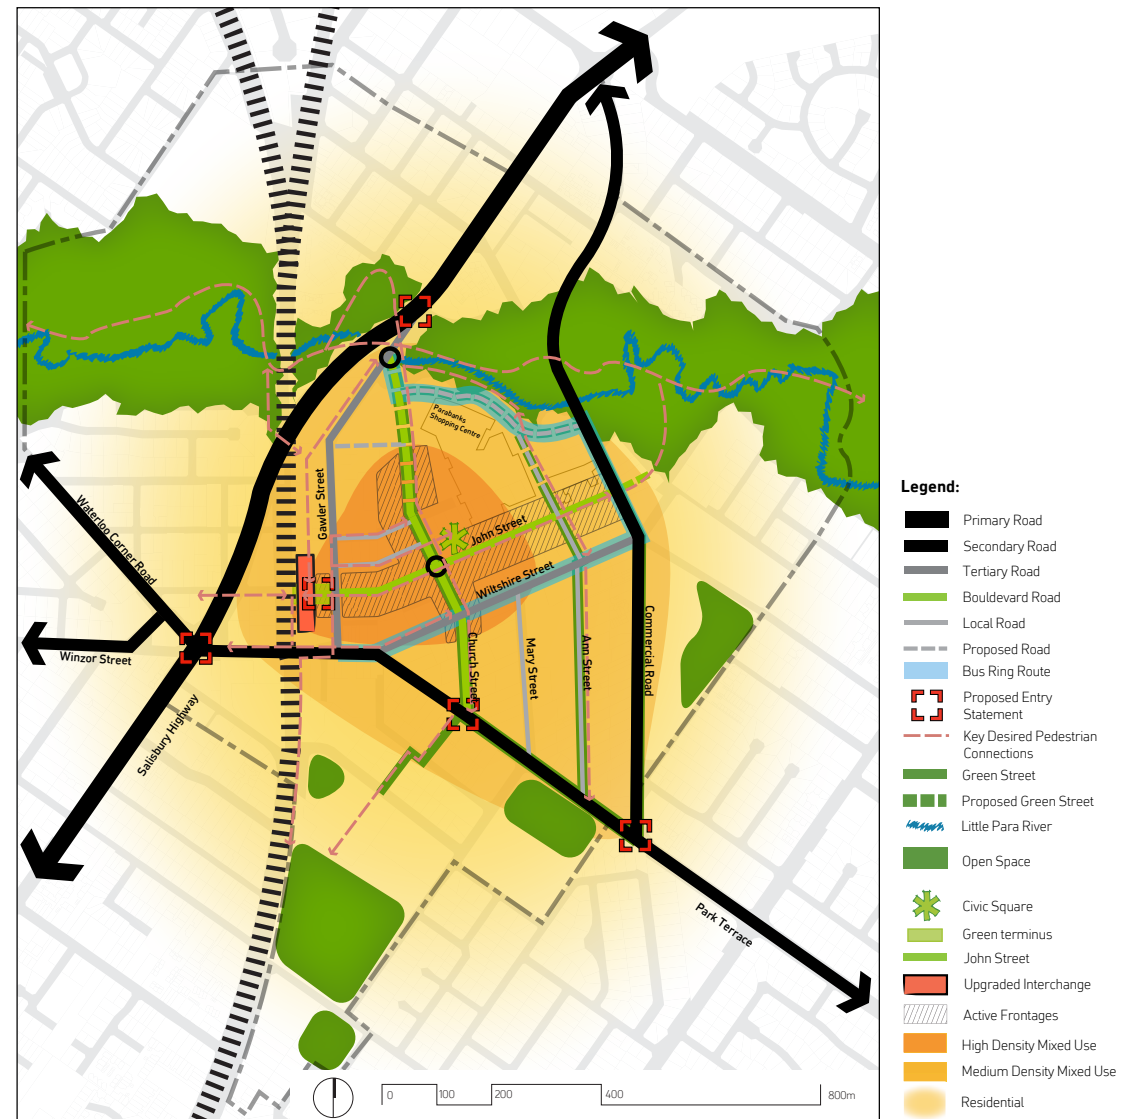 Parabanks
Shopping Centre
Gawler Street
John Street
Waterloo Corner Road
Wiltshire Street
Winzor Street
Church Street
Mary Street
Ann Street
Commercial Road
Salisbury Highway
Park Terrace
0
100
200
400
800m
Legend:
Primary Road
Secondary Road
Tertiary Road
Bouldevard Road
Local Road
Proposed Road
Bus Ring Route
Proposed Entry
Statement
Key Desired Pedestrian
Connections
Green Street
Proposed Green Street
Little Para River
Open Space
Civic Square
Green terminus
John Street
Upgraded Interchange
Active Frontages
High Density Mixed Use
Medium Density Mixed Use
Residential